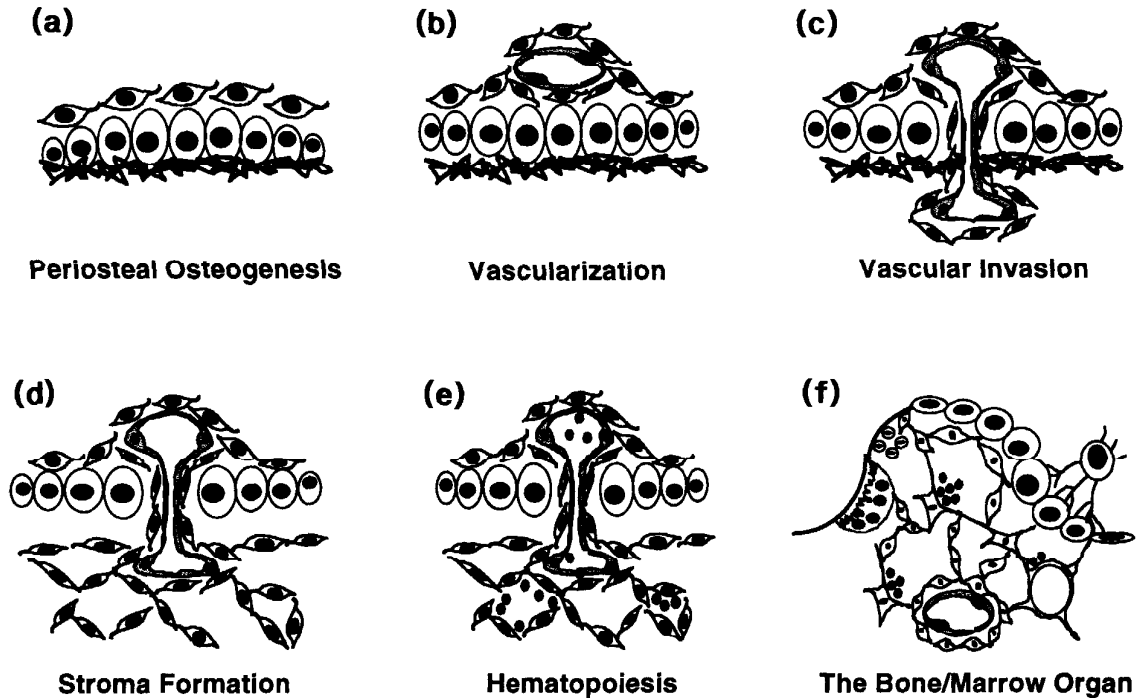 (a)
Periosteal Osteogenesis
(b)
Vascularization
(c)
Vascular Invasion
(d)
Stroma Formation
(e)
Hematopoiesis
(f)
The Bone/Marrow Organ